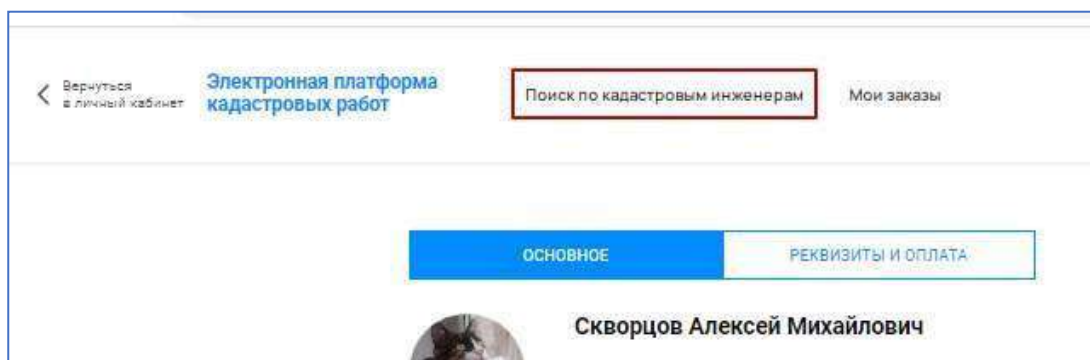 Вернуться
в личный кабинет
Электронная платформа
кадастровых работ
Поиск по кадастровым инженерам
Мои заказы
ОСНОВНОЕ
РЕКВИЗИТЫ И ОПЛАТА
Скворцов Алексей Михайлович